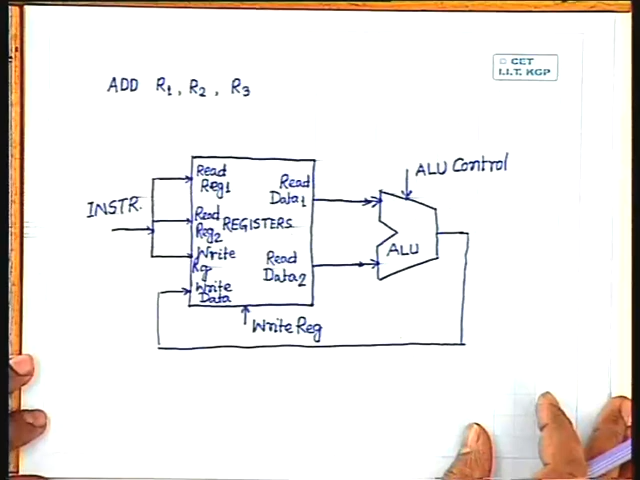 © CET
I.I.T. KGP
ADD R1, R2, R3
INSTR.
Read
Reg1
Read
Reg2
Write
Write
Data
REGISTERS
Read
Data1
Read
Data2
Write Reg
ALU Control
ALU